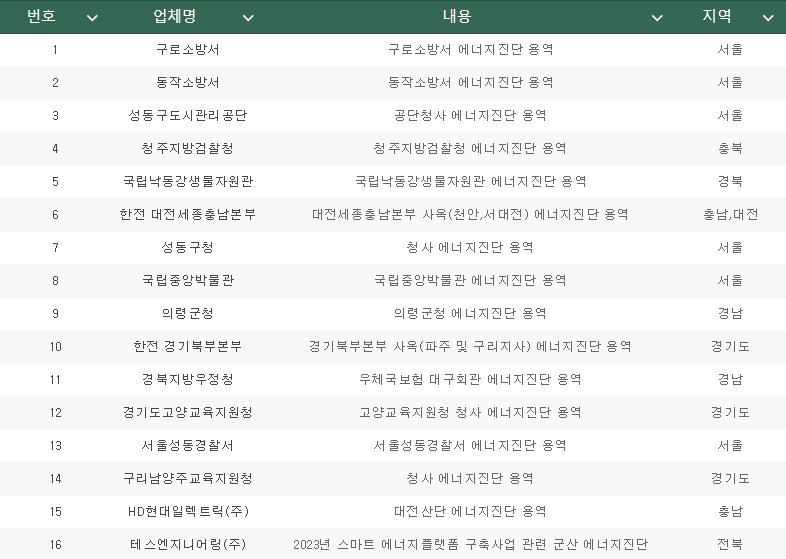 번호 업체명 내용 지역
1 구로소방서 구로소방서 에너지진단 용역 서울
2 동작소방서 동작소방서 에너지진단 용역 서울
3 성동구도시관리공단 공단청사 에너지진단 용역 서울
4 청주지방검찰청 청주지방검찰청 에너지진단 용역 충북
5 국립낙동강생물자원관 국립낙동강생물자원관 에너지진단 용역 경북
6 한전 대전세종충남본부 대전세종충남본부 사옥(천안,서대전) 에너지진단 용역 충남,대전
7 성동구청 청사 에너지진단 용역 서울
8 국립중앙박물관 국립중앙박물관 에너지진단 용역 서울
9 의령군청 의령군청 에너지진단 용역 경남
10 한전 경기북부본부 경기북부본부 사옥(파주 및 구리지사) 에너지진단 용역 경기도
11 경북지방우정청 우체국보험 대구회관 에너지진단 용역 경남
12 경기도고양교육지원청 고양교육지원청 청사 에너지진단 용역 경기도
13 서울성동경찰서 서울성동경찰서 에너지진단 용역 서울
14 구리남양주교육지원청 청사 에너지진단 용역 경기도
15 HD현대일렉트릭(주) 대전산단 에너지진단 용역 충남
16 테스엔지니어링(주) 2023년 스마트 에너지플랫폼 구축사업 관련 군산 에너지진단 전북